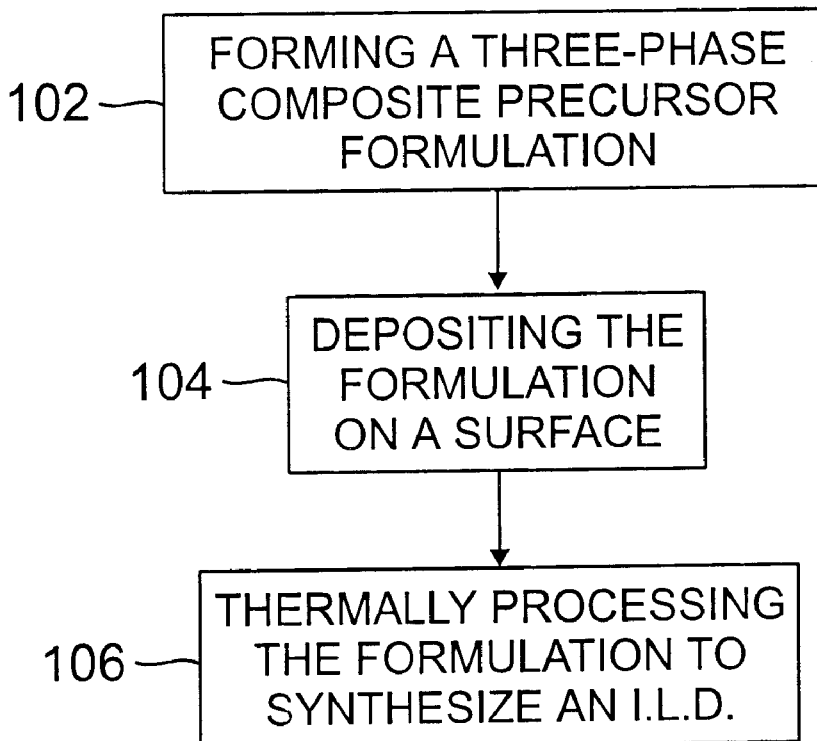 FORMING A THREE-PHASE
102
COMPOSITE PRECURSOR
FORMULATION
DEPOSITING THE
104
FORMULATION
ON A SURFACE
THERMALLY PROCESSING
106
THE FORMULATION TO
SYNTHESIZE AN I.L.D.